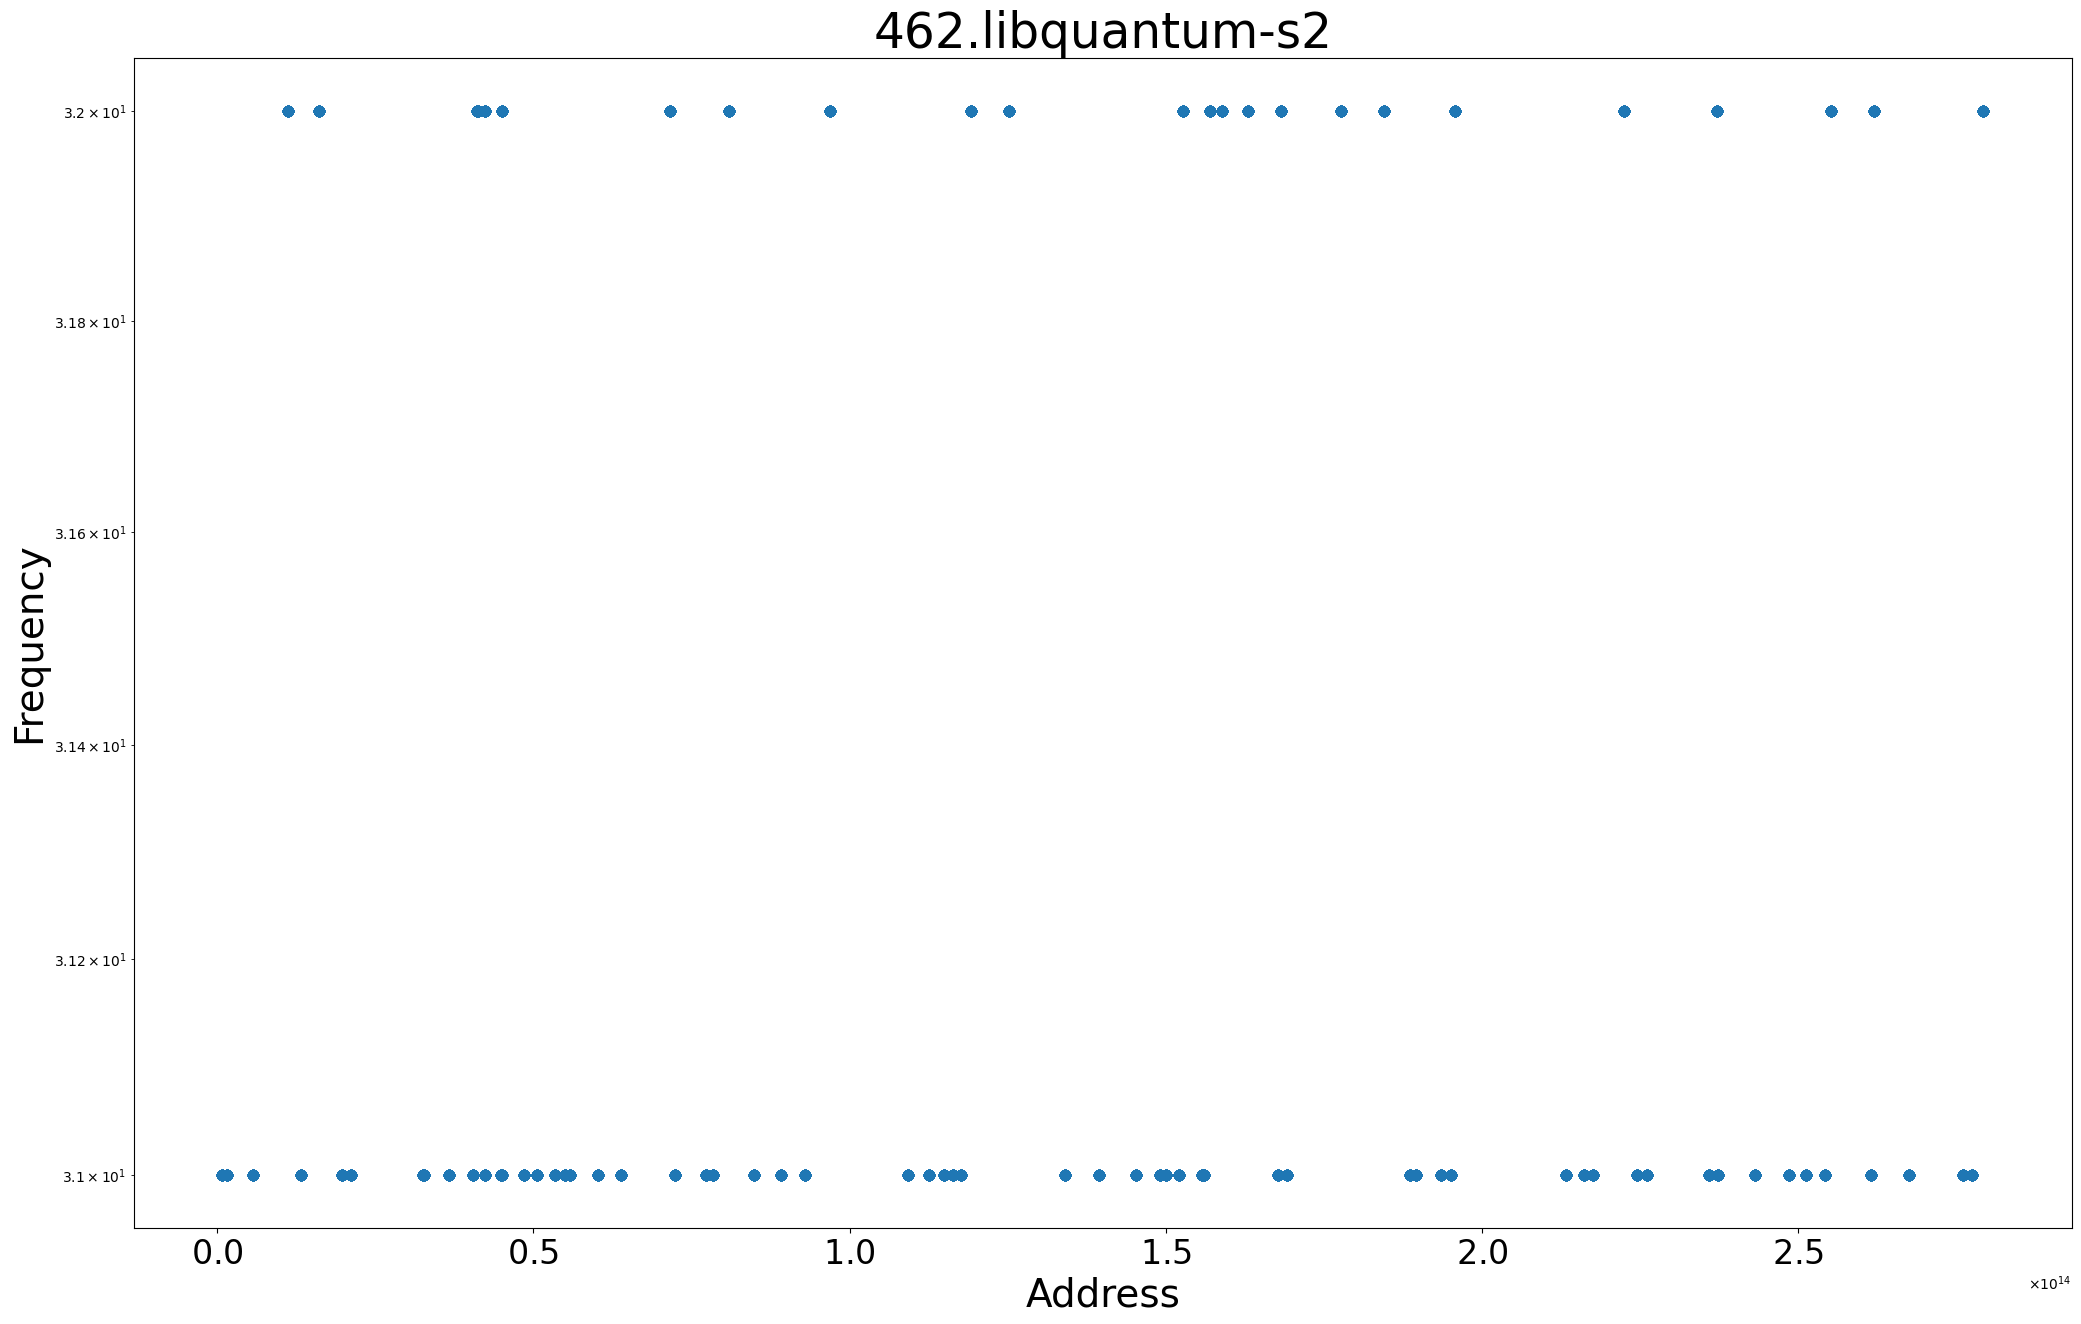 462.libquantum-s2
3.2 × 10¹
3.18 × 10¹
3.16 × 10¹
3.14 × 10¹
3.12 × 10¹
3.1 × 10¹
Frequency
0.0 0.5 1.0 1.5 2.0 2.5
×10¹⁴
Address